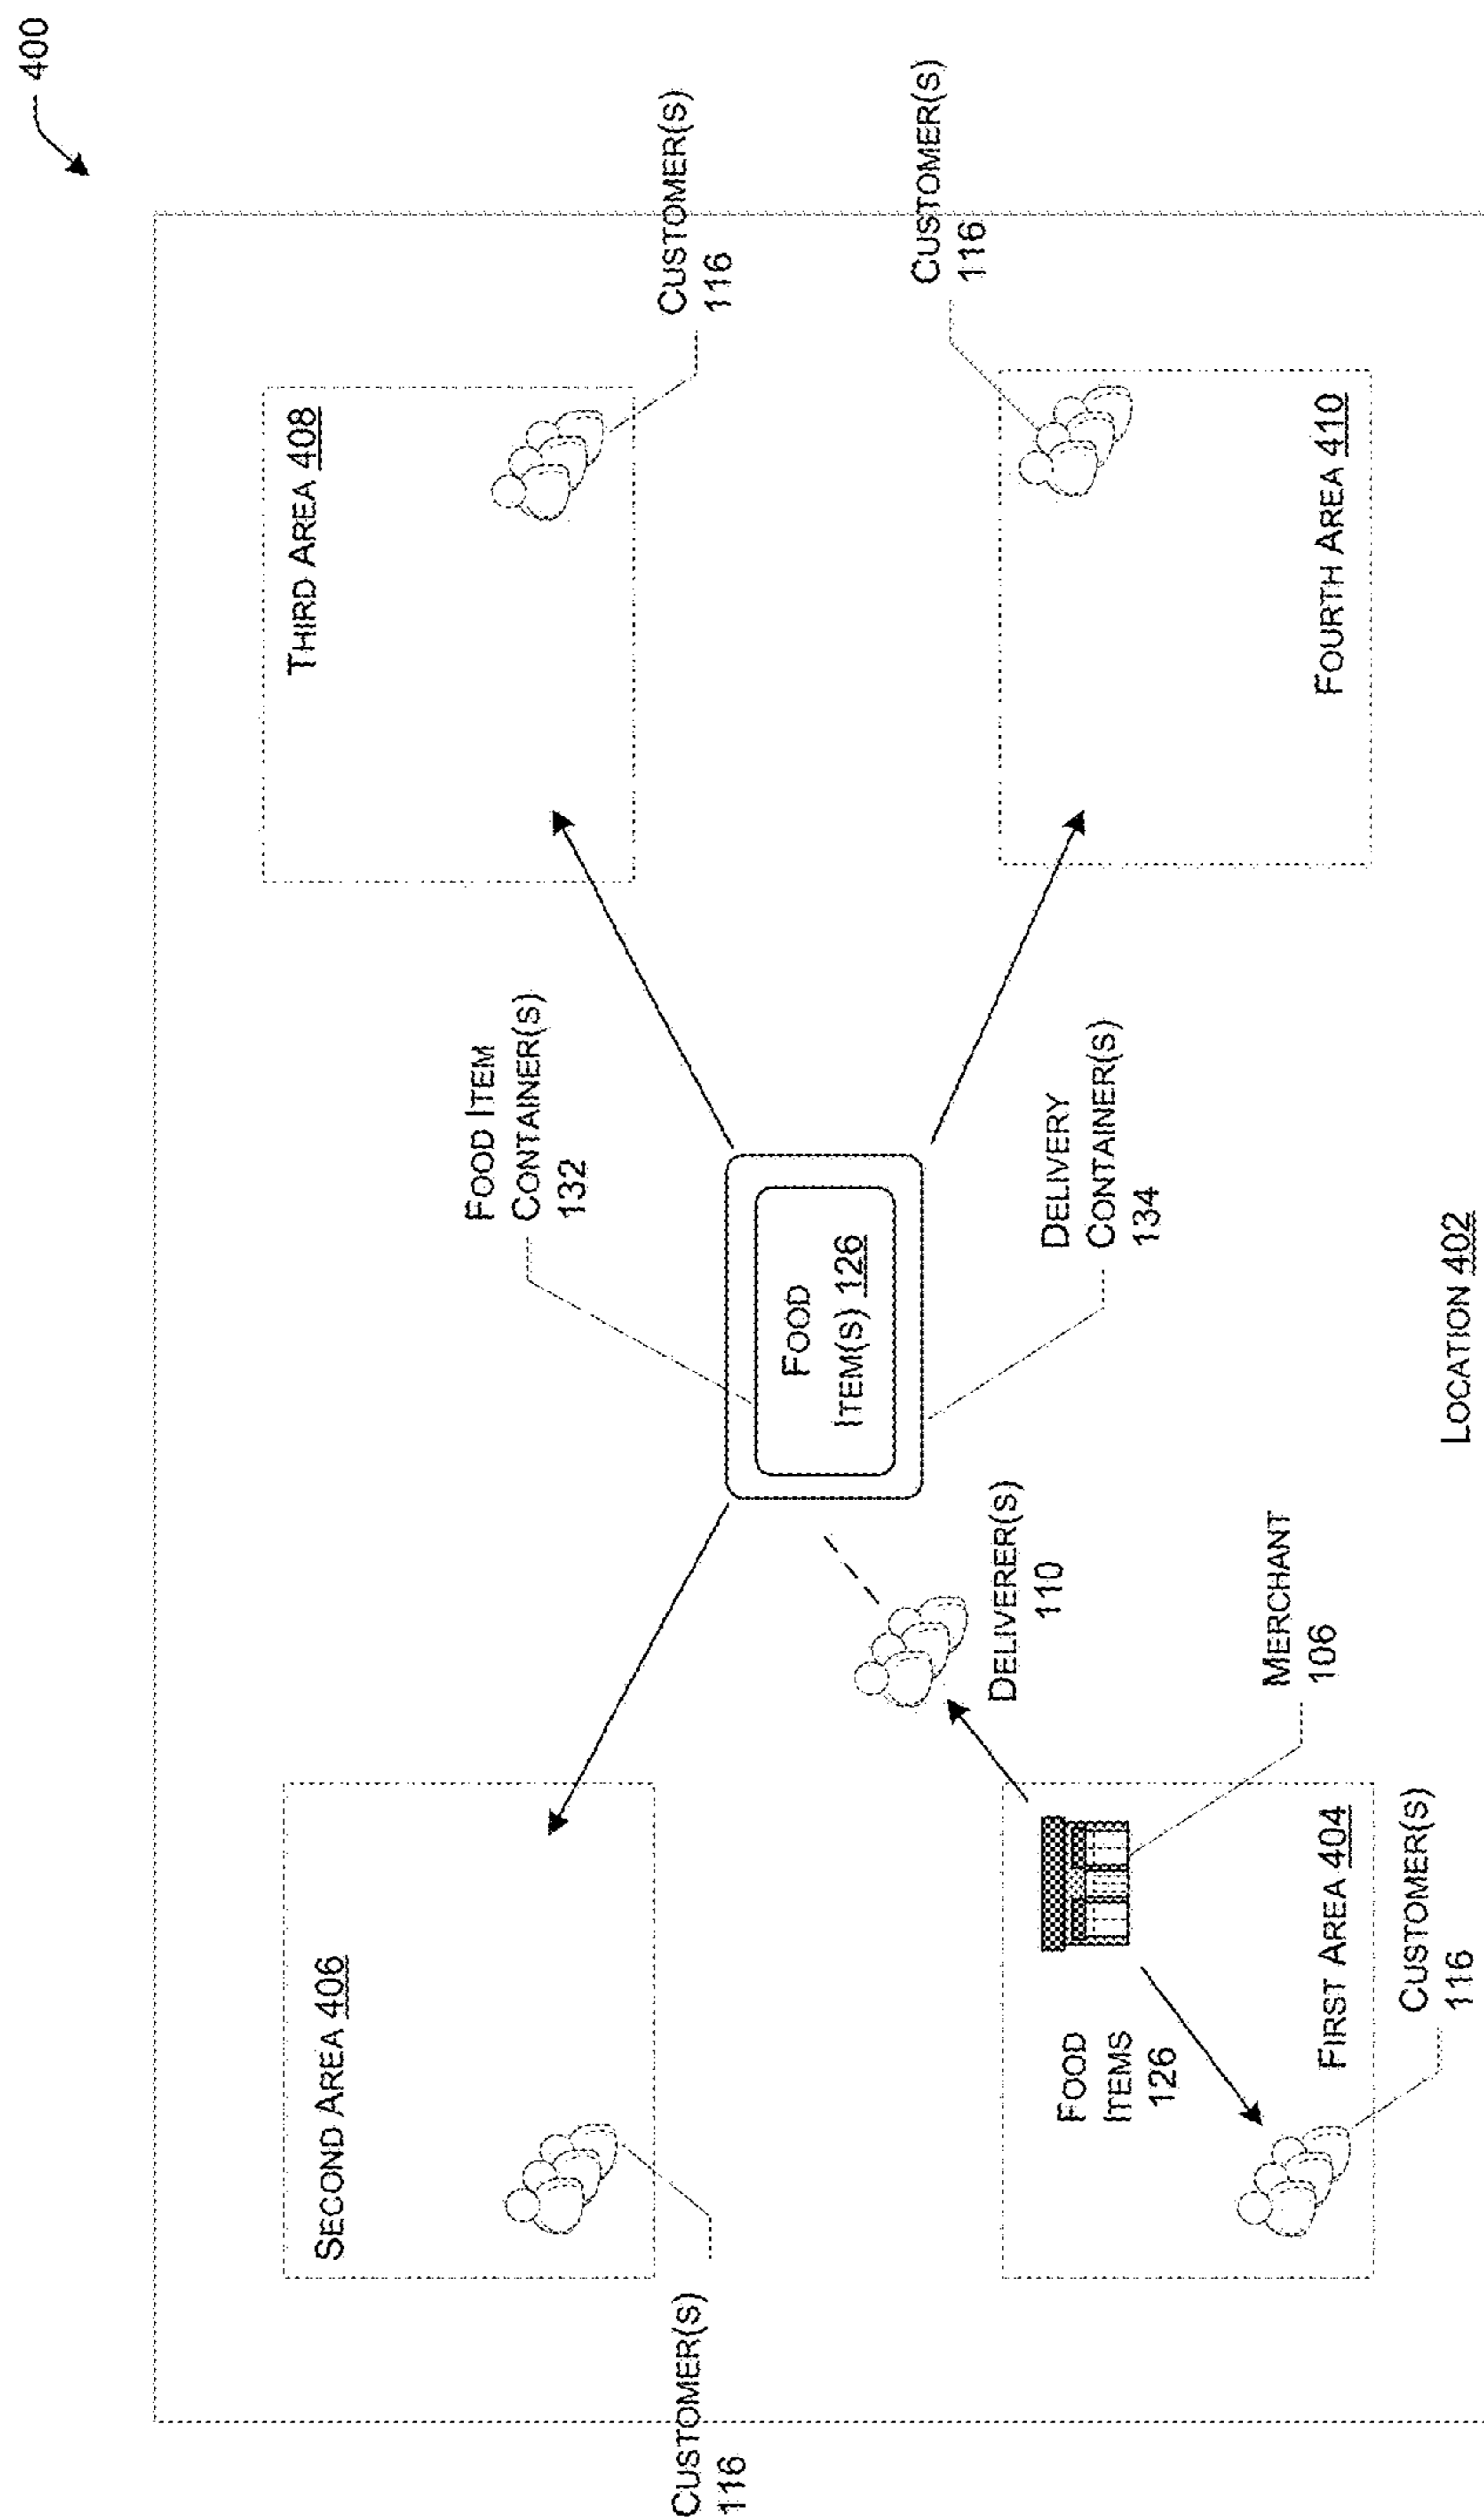 400
SECOND AREA 406
THIRD AREA 408
CUSTOMER(S)
116
FOOD ITEM
CONTAINER(S)
132
CUSTOMER(S)
116
FOOD
ITEM(S) 126
CUSTOMER(S)
116
DELIVERER(S)
110
DELIVERY
CONTAINER(S)
134
FOOD
ITEMS
126
MERCHANT
106
FIRST AREA 404
FOURTH AREA 410
CUSTOMER(S)
116
LOCATION 402